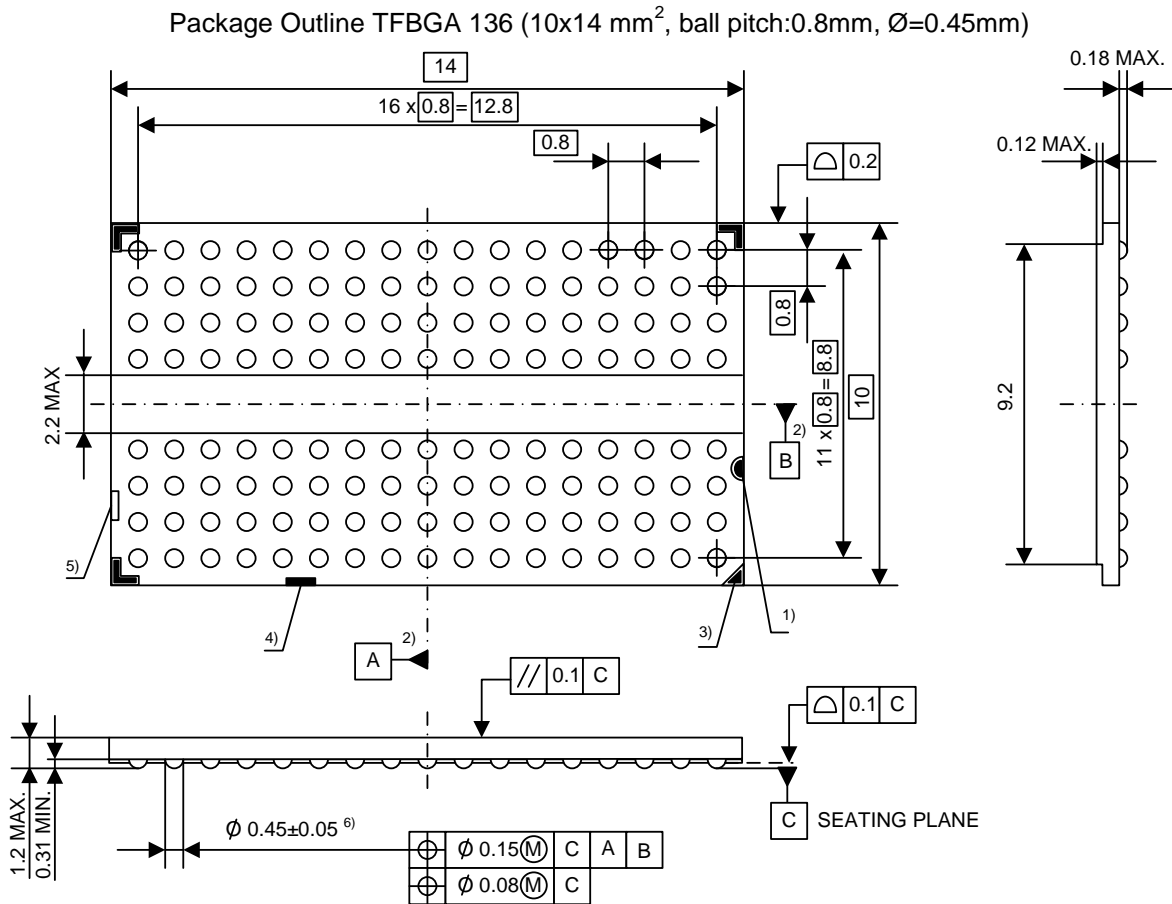 Package Outline TFBGA 136 (10x14 mm², ball pitch:0.8mm, Ø=0.45mm)
14
16 x 0.8 = 12.8
0.8
0.2
0.18 MAX.
0.12 MAX.
0.8
11 x 0.8 = 8.8
10
2.2 MAX
2)
B
9.2
5)
4)
3)
1)
A
2)
// 0.1 C
0.1 C
1.2 MAX.
0.31 MIN.
Ø 0.45±0.05 6)
Ø 0.15 Ⓜ C A B
Ø 0.08 Ⓜ C
C SEATING PLANE